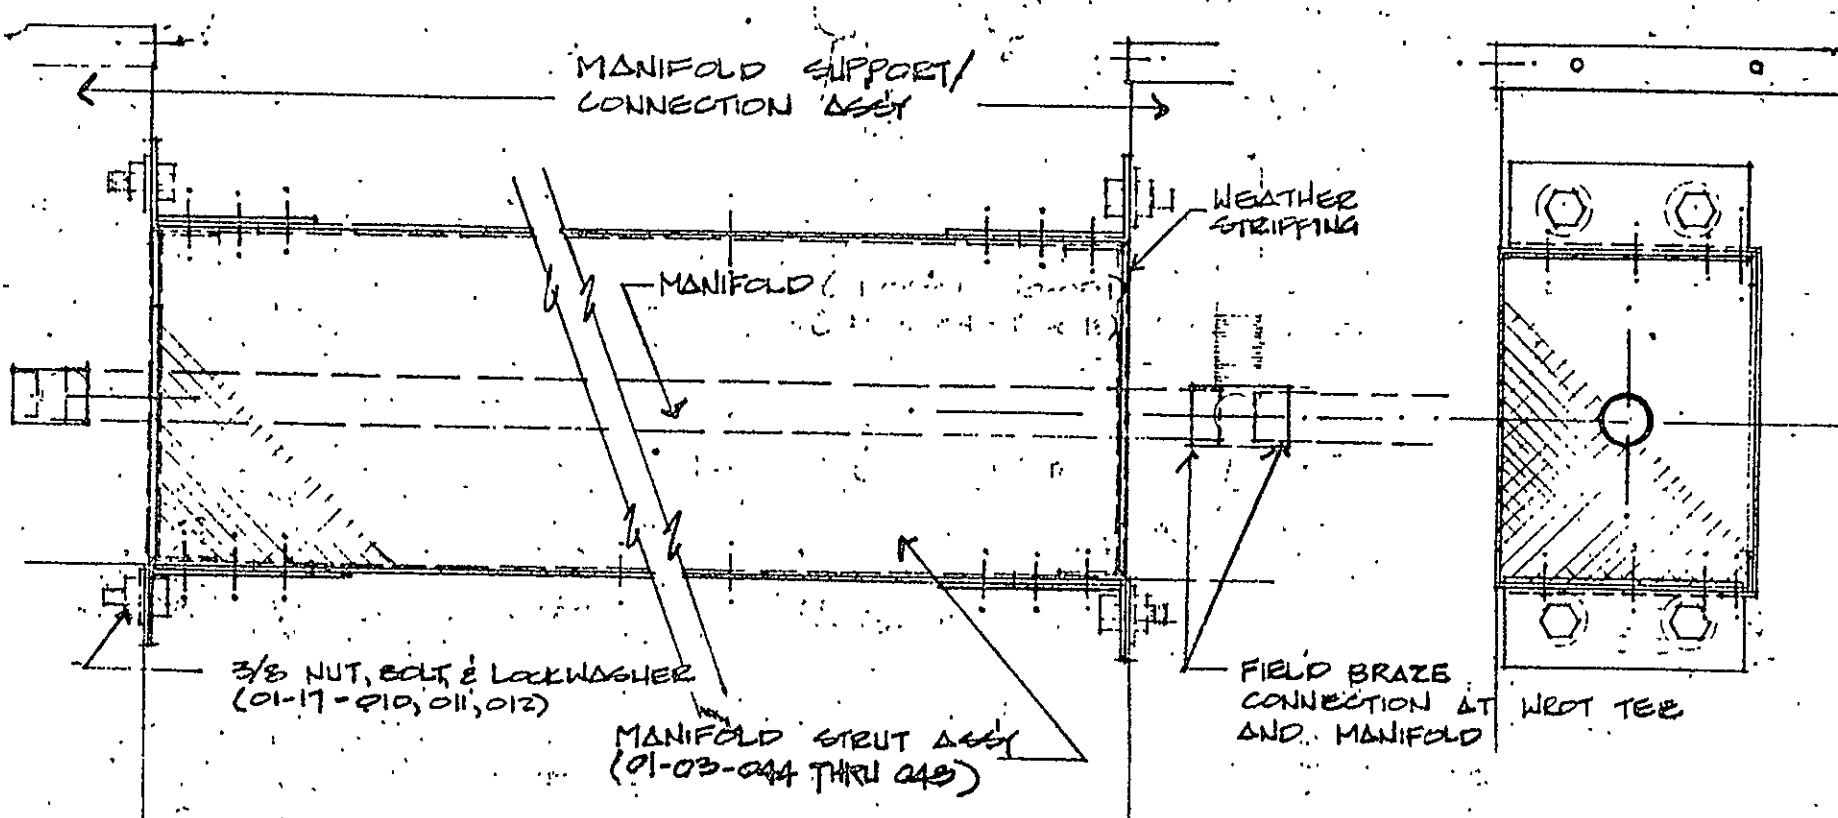 MANIFOLD SUPPORT/
CONNECTION ASSY
WEATHER
STRIPPING
MANIFOLD
3/8 NUT, BOLT, & LOCKWASHER
(01-17-010, 011, 012)
MANIFOLD STRUT ASSY
(01-03-044 THRU 048)
FIELD BRAZE
CONNECTION AT WROT TEE
AND MANIFOLD